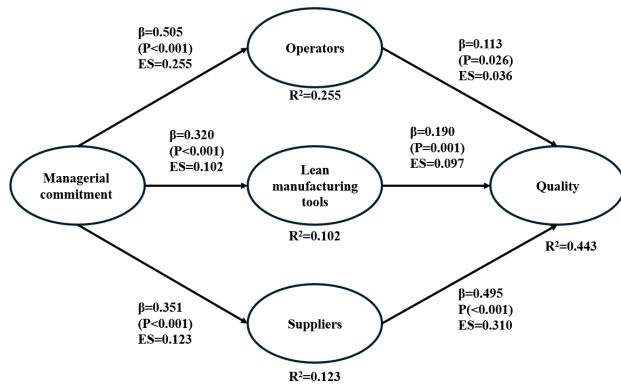 β=0.505
(P<0.001)
ES=0.255
Operators
R²=0.255
β=0.113
(P=0.026)
ES=0.036
Managerial
commitment
β=0.320
(P<0.001)
ES=0.102
Lean
manufacturing
tools
R²=0.102
β=0.190
(P=0.001)
ES=0.097
Quality
R²=0.443
β=0.351
(P<0.001)
ES=0.123
Suppliers
R²=0.123
β=0.495
P(<0.001)
ES=0.310